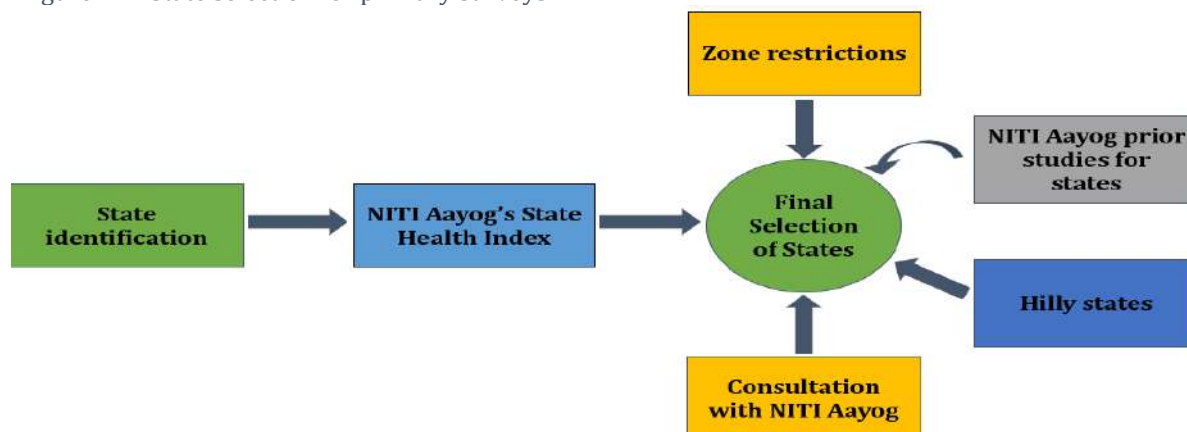 Zone restrictions
NITI Aayog prior
studies for
states
State
identification
NITI Aayog's State
Health Index
Final
Selection
of States
Hilly states
Consultation
with NITI Aayog